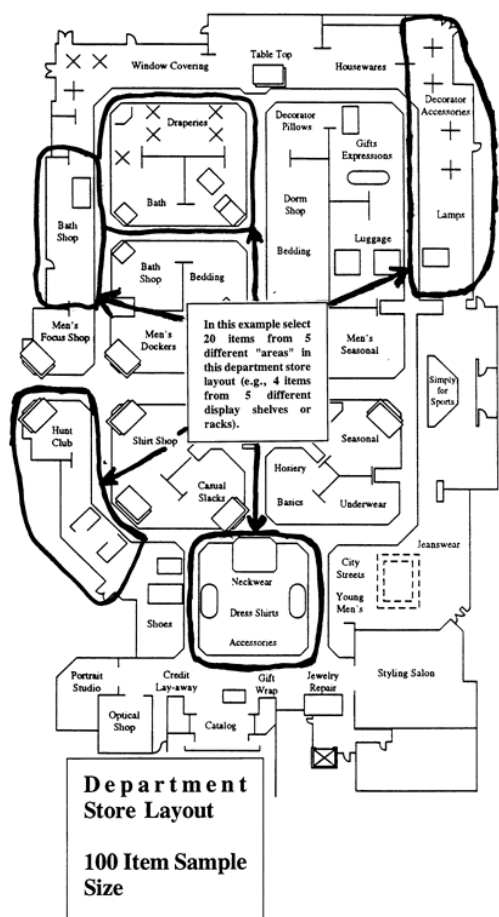 Table Top
Window Covering
Housewares
Draperies
Decorator
Pillows
Decorator
Accessories
Gifts
Expressions
Bath
Dorm
Shop
Lamps
Bath
Shop
Luggage
Bath
Shop
Bedding
Bedding
Men's
Focus Shop
Men's
Dockers
In this example select
20 items from 5
different "areas" in
this department store
layout (e.g., 4 items
from 5 different
display shelves or
racks).
Men's
Seasonal
Simply
for
Sports
Hunt
Club
Shirt Shop
Seasonal
Hosiery
Casual
Slacks
Basics
Underwear
Jeanswear
City
Streets
Young
Men's
Neckwear
Dress Shirts
Accessories
Shoes
Portrait
Studio
Credit
Lay-away
Gift
Wrap
Jewelry
Repair
Styling Salon
Optical
Shop
Catalog
Department
Store Layout
100 Item Sample
Size